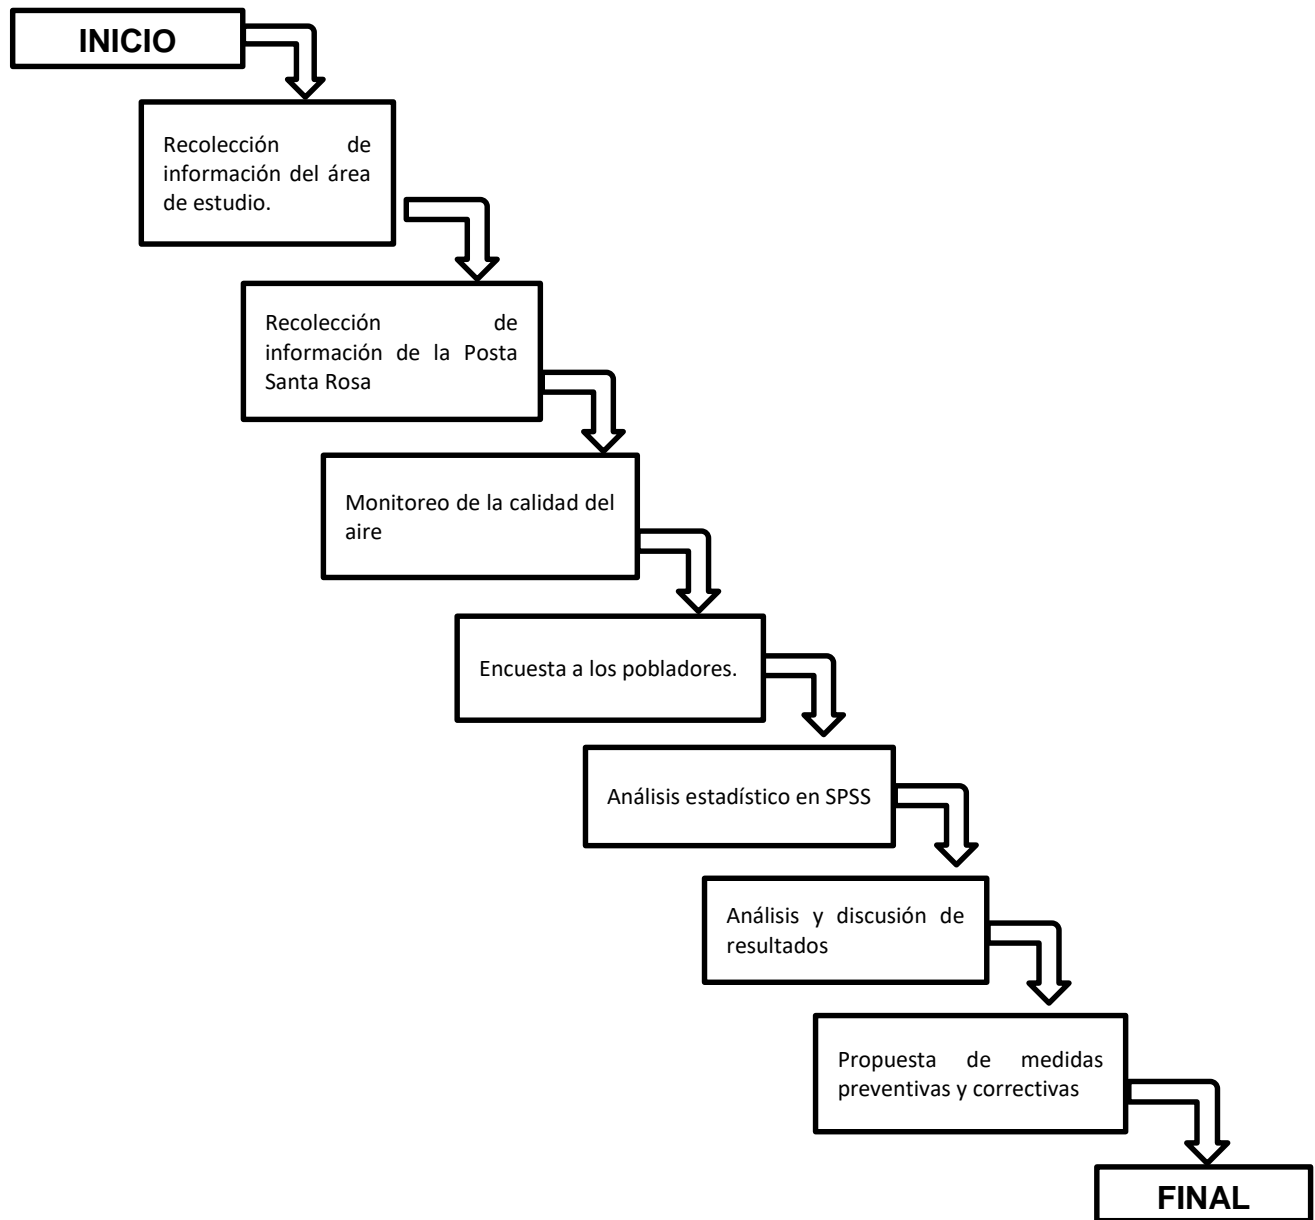 INICIO
Recolección de
información del área
de estudio.
Recolección de
información de la Posta
Santa Rosa
Monitoreo de la calidad del
aire
Encuesta a los pobladores.
Análisis estadístico en SPSS
Análisis y discusión de
resultados
Propuesta de medidas
preventivas y correctivas
FINAL